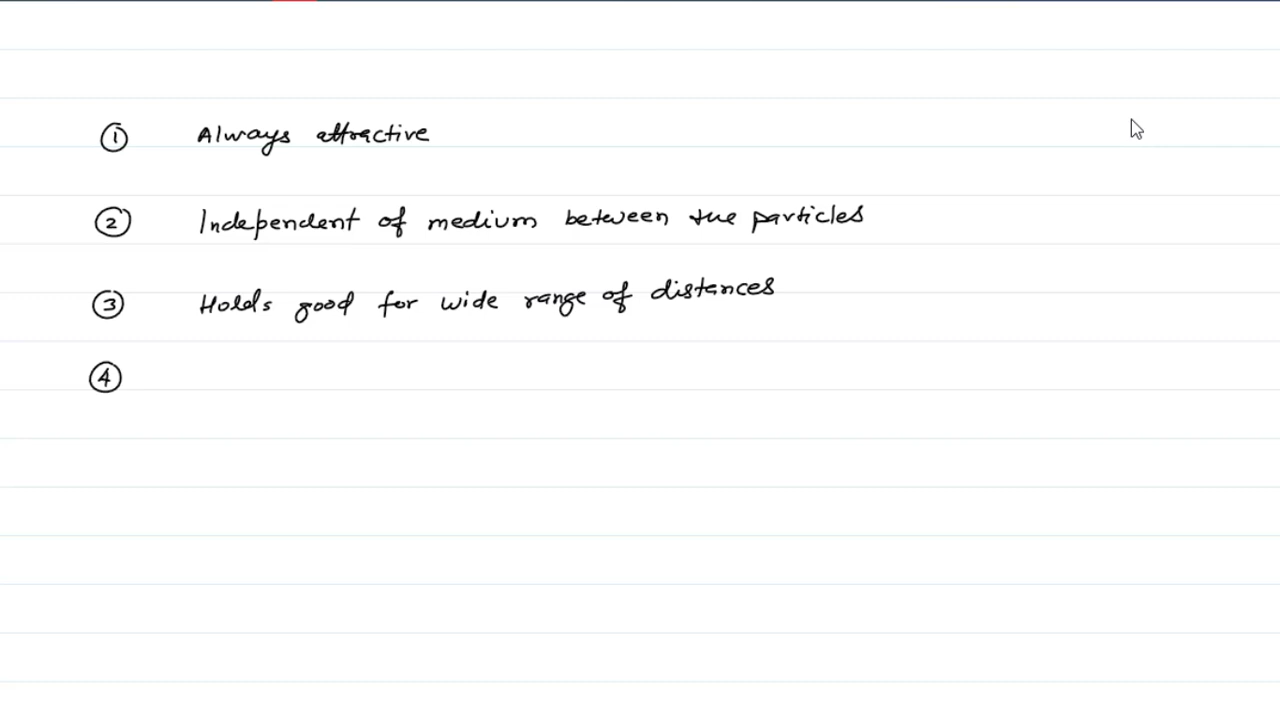 ① Always attractive
② Independent of medium between the particles
③ Holds good for wide range of distances
④